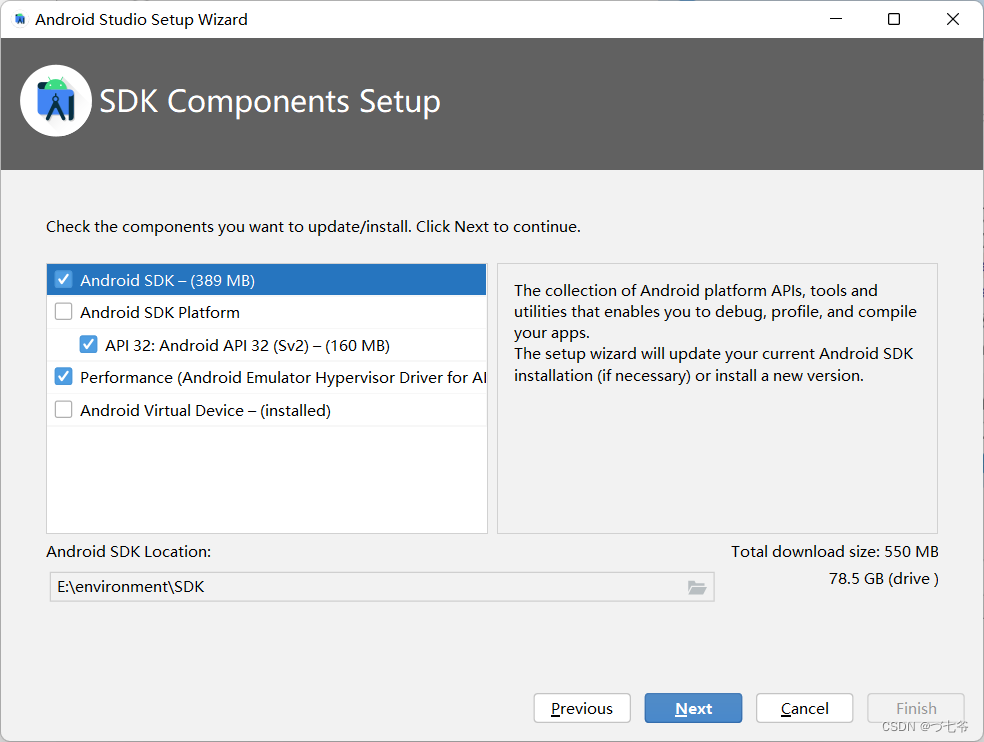 Android Studio Setup Wizard
SDK Components Setup
Check the components you want to update/install. Click Next to continue.
Android SDK – (389 MB)
Android SDK Platform
API 32: Android API 32 (Sv2) – (160 MB)
Performance (Android Emulator Hypervisor Driver for AI
Android Virtual Device – (installed)
The collection of Android platform APIs, tools and
utilities that enables you to debug, profile, and compile
your apps.
The setup wizard will update your current Android SDK
installation (if necessary) or install a new version.
Android SDK Location:
Total download size: 550 MB
E:\environment\SDK
78.5 GB (drive )
Previous
Next
Cancel
Finish
CSDN @づ七爷